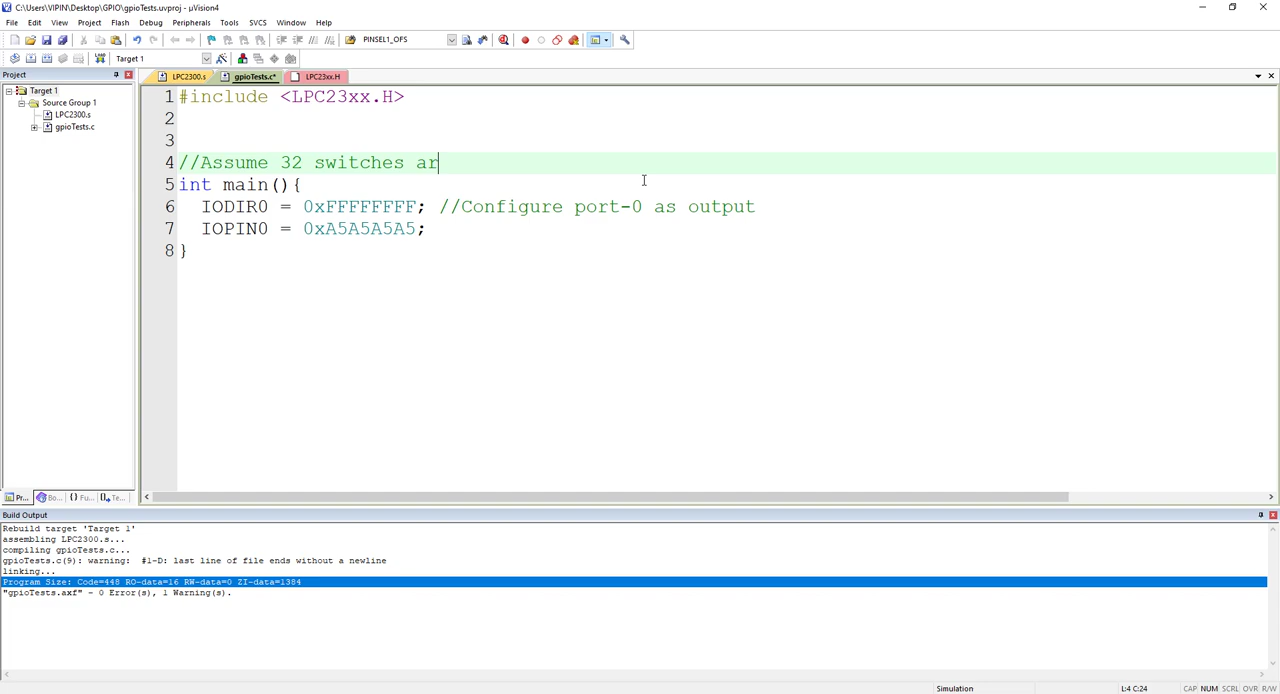 C:\Users\VIPIN\Desktop\GPIO\gpioTests.uvproj - µVision4
File Edit View Project Flash Debug Peripherals Tools SVCS Window Help
PINSEL1_OFS
Target 1
Project
LPC2300.s gpioTests.c* LPC23xx.H
Target 1
Source Group 1
LPC2300.s
gpioTests.c
1 #include <LPC23xx.H>
2
3
4 //Assume 32 switches ar
5 int main(){
6 IODIR0 = 0xFFFFFFFF; //Configure port-0 as output
7 IOPIN0 = 0xA5A5A5A5;
8 }
Pr... Bo... {} Fu... Te...
Build Output
Rebuild target 'Target 1'
assembling LPC2300.s...
compiling gpioTests.c...
gpioTests.c(9): warning: #1-D: last line of file ends without a newline
linking...
Program Size: Code=448 RO-data=16 RW-data=0 ZI-data=1384
"gpioTests.axf" - 0 Error(s), 1 Warning(s).
Simulation L:4 C:24 CAP NUM SCRL OVR R/W